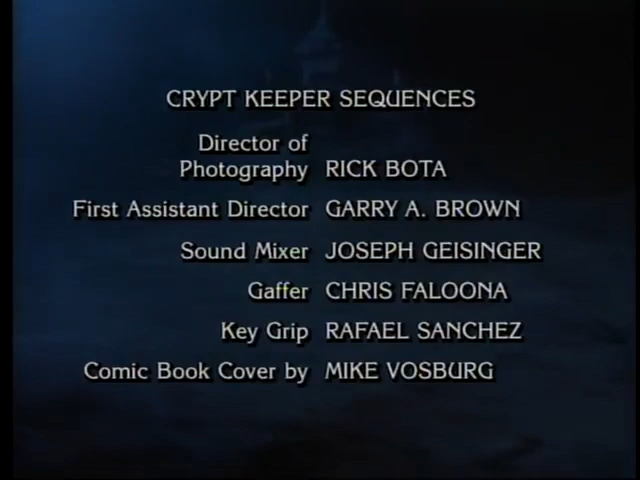 CRYPT KEEPER SEQUENCES
Director of
Photography RICK BOTA
First Assistant Director GARRY A. BROWN
Sound Mixer JOSEPH GEISINGER
Gaffer CHRIS FALOONA
Key Grip RAFAEL SANCHEZ
Comic Book Cover by MIKE VOSBURG